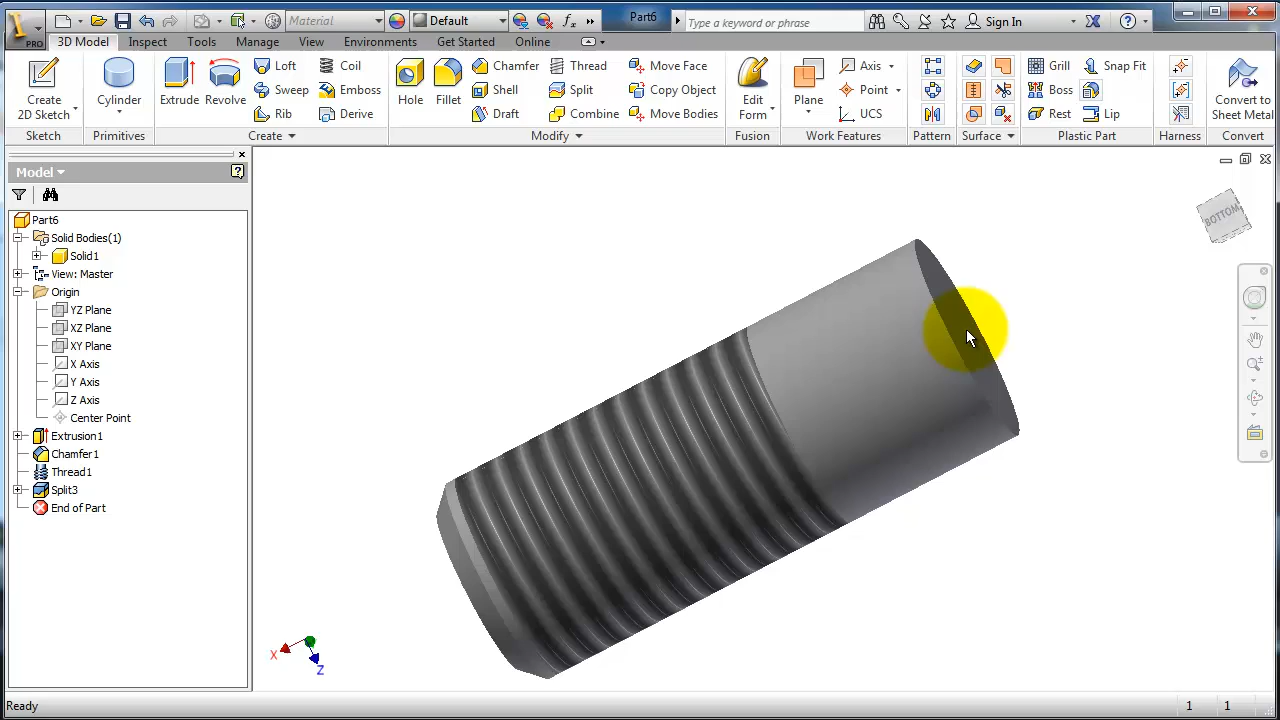 Material
Default
Part6
Type a keyword or phrase
Sign In
PRO
3D Model
Inspect
Tools
Manage
View
Environments
Get Started
Online
Create
2D Sketch
Sketch
Cylinder
Primitives
Extrude
Revolve
Loft
Sweep
Rib
Coil
Emboss
Derive
Create
Hole
Fillet
Chamfer
Shell
Draft
Thread
Split
Combine
Move Face
Copy Object
Move Bodies
Modify
Edit
Form
Fusion
Plane
Axis
Point
UCS
Work Features
Pattern
Surface
Grill
Boss
Rest
Snap Fit
Lip
Plastic Part
Harness
Convert to
Sheet Metal
Convert
Model
Part6
Solid Bodies(1)
Solid1
View: Master
Origin
YZ Plane
XZ Plane
XY Plane
X Axis
Y Axis
Z Axis
Center Point
Extrusion1
Chamfer1
Thread1
Split3
End of Part
BOTTOM
X
Z
Ready
1
1